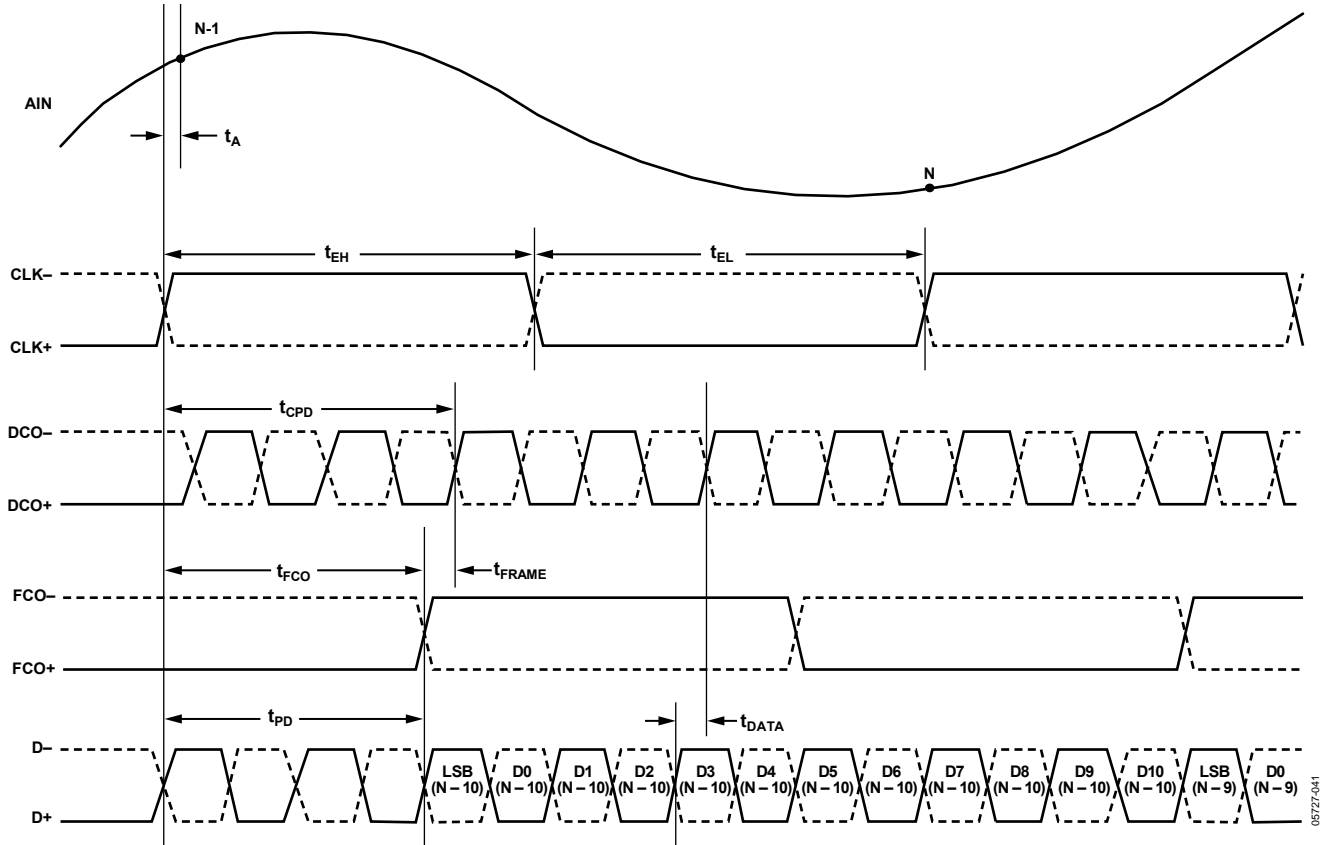 N-1
AIN
tA
N
tEH
tEL
CLK–
CLK+
tCPD
DCO–
DCO+
tFCO
tFRAME
FCO–
FCO+
tPD
tDATA
D–
D+
LSB (N – 10)
D0 (N – 10)
D1 (N – 10)
D2 (N – 10)
D3 (N – 10)
D4 (N – 10)
D5 (N – 10)
D6 (N – 10)
D7 (N – 10)
D8 (N – 10)
D9 (N – 10)
D10 (N – 10)
LSB (N – 9)
D0 (N – 9)
05727-041